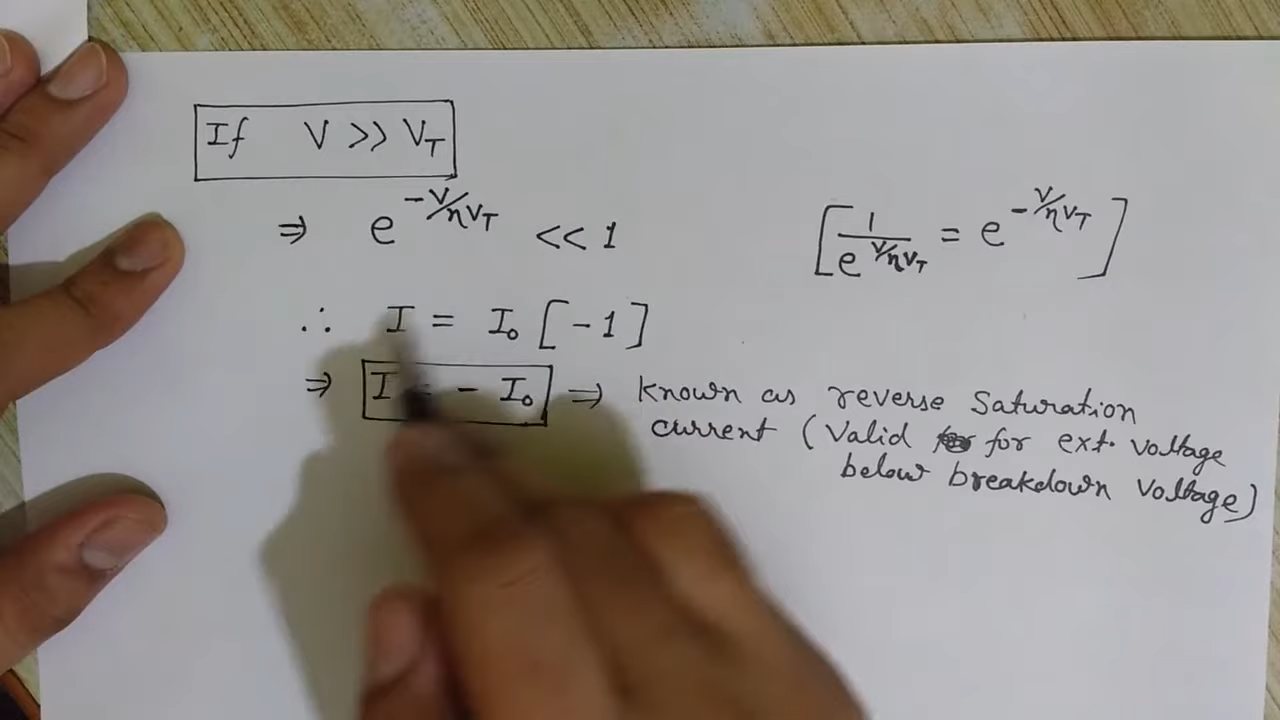 If V >> V_T
⇒ e^{-V/ηV_T} << 1 [1/e^{V/ηV_T} = e^{-V/ηV_T}]
∴ I = I₀ [-1]
⇒ I = - I₀ ⇒ Known as reverse saturation
current (Valid for ext. voltage
below breakdown voltage)